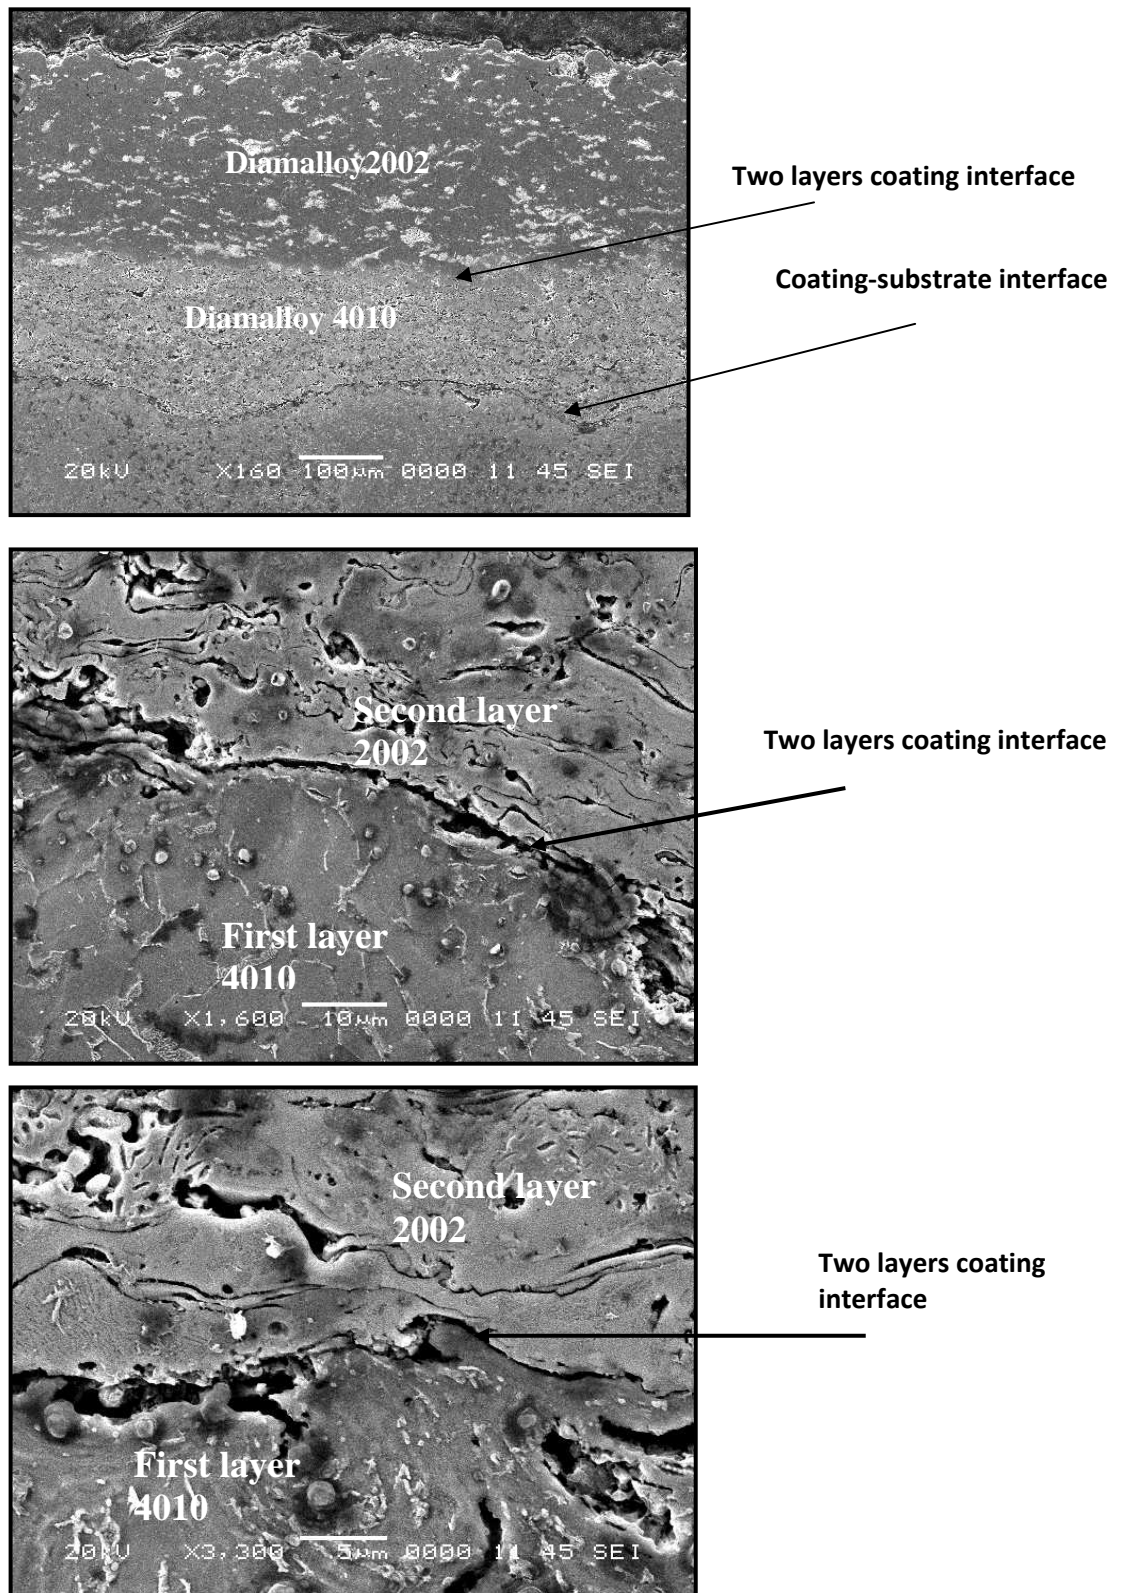 Diamalloy2002
Two layers coating interface
Coating-substrate interface
Diamalloy 4010
20kV X160 100µm 0000 11 45 SEI
Second layer
2002
Two layers coating interface
First layer
4010
20kV X1,600 10µm 0000 11 45 SEI
Second layer
2002
Two layers coating
interface
First layer
4010
20kV X3,300 5µm 0000 11 45 SEI